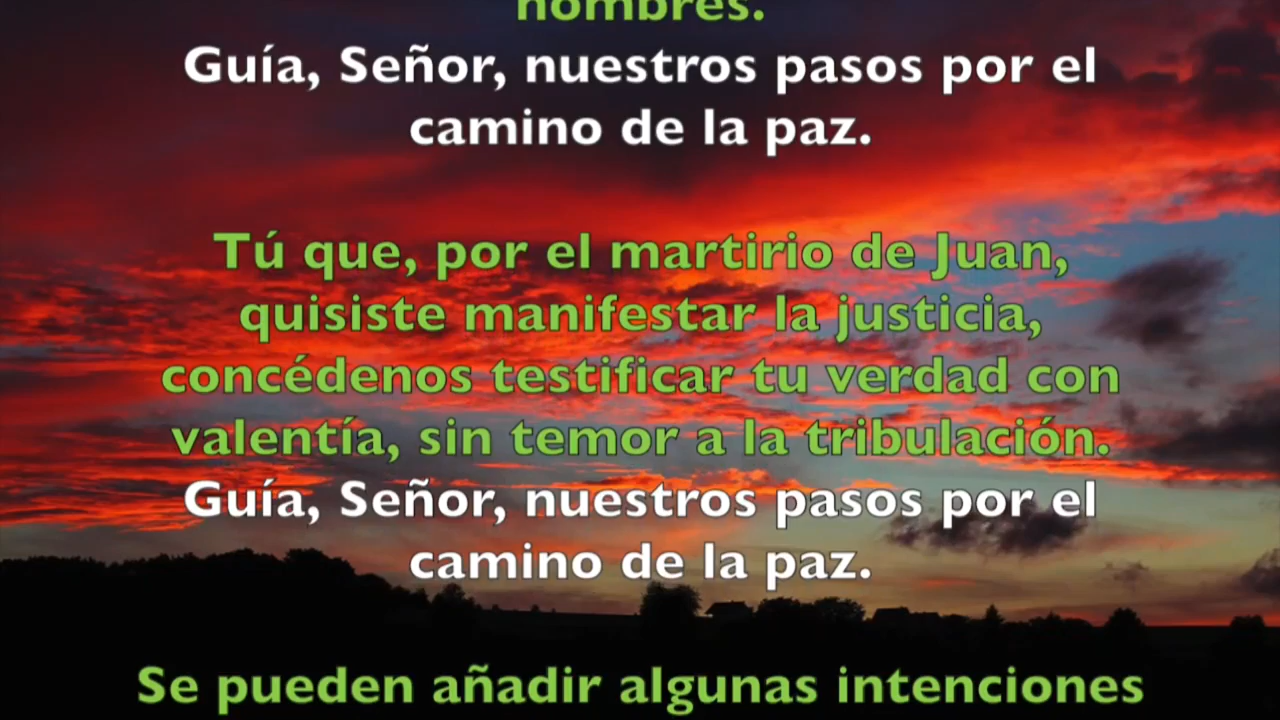 hombres.
Guía, Señor, nuestros pasos por el
camino de la paz.
Tú que, por el martirio de Juan,
quisiste manifestar la justicia,
concédenos testificar tu verdad con
valentía, sin temor a la tribulación.
Guía, Señor, nuestros pasos por el
camino de la paz.
Se pueden añadir algunas intenciones